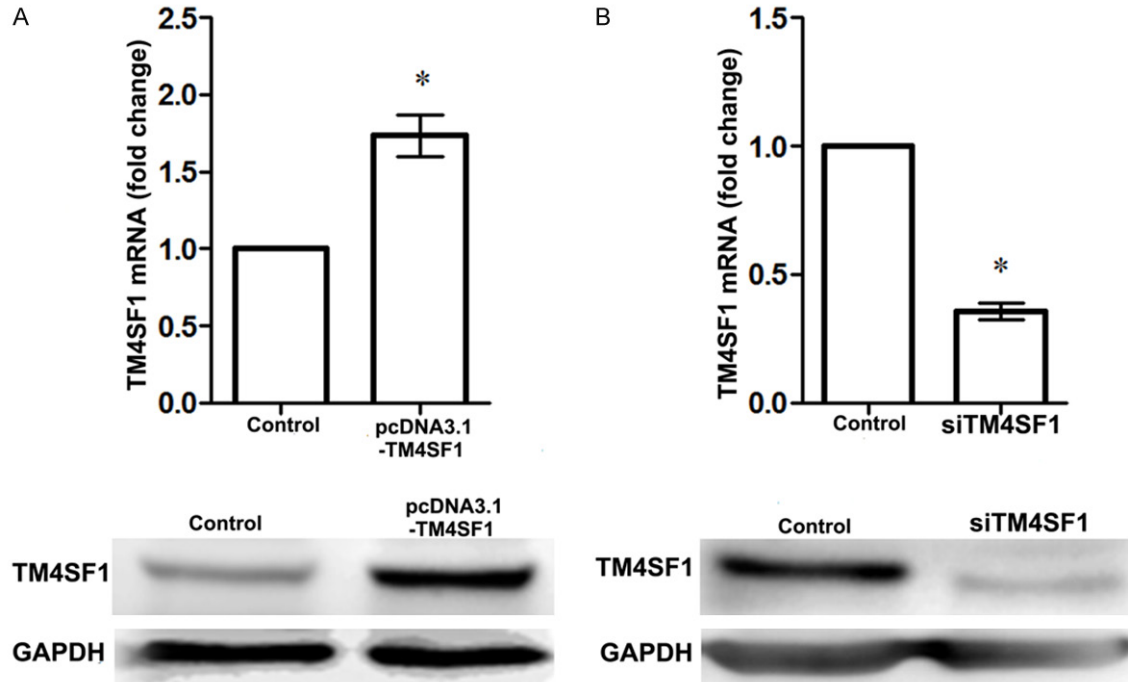 A
TM4SF1 mRNA (fold change)
2.5
2.0
1.5
1.0
0.5
0.0
*
Control
pcDNA3.1
-TM4SF1
Control
pcDNA3.1
-TM4SF1
TM4SF1
GAPDH
B
TM4SF1 mRNA (fold change)
1.5
1.0
0.5
0.0
*
Control
siTM4SF1
Control
siTM4SF1
TM4SF1
GAPDH